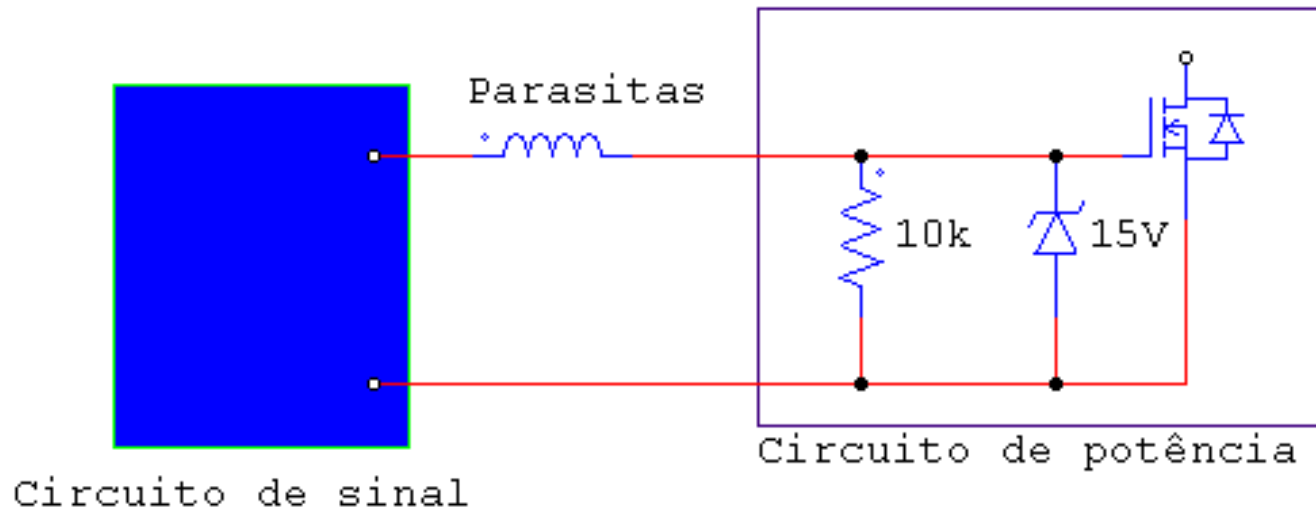 Parasitas
10k
15V
Circuito de potência
Circuito de sinal